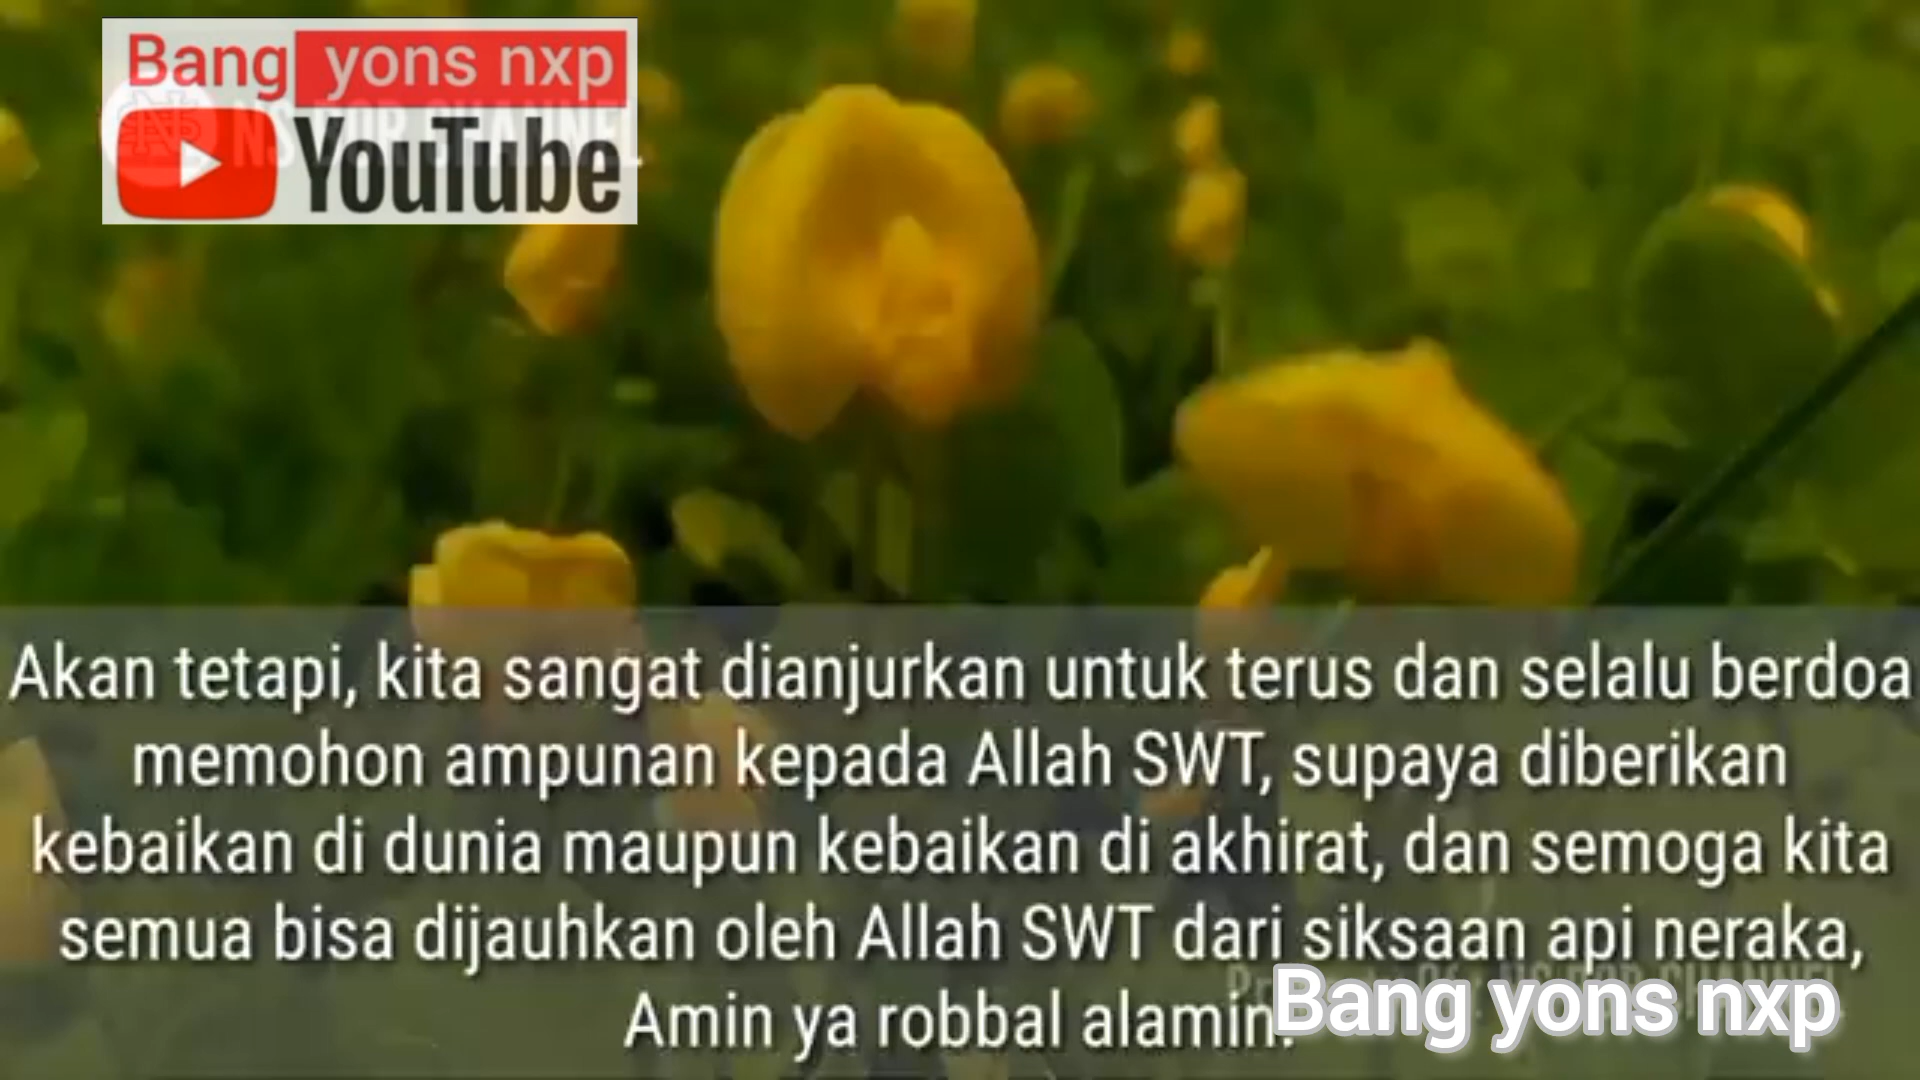 Bang yons nxp
YouTube
Akan tetapi, kita sangat dianjurkan untuk terus dan selalu berdoa
memohon ampunan kepada Allah SWT, supaya diberikan
kebaikan di dunia maupun kebaikan di akhirat, dan semoga kita
semua bisa dijauhkan oleh Allah SWT dari siksaan api neraka,
Amin ya robbal alamin.
Bang yons nxp